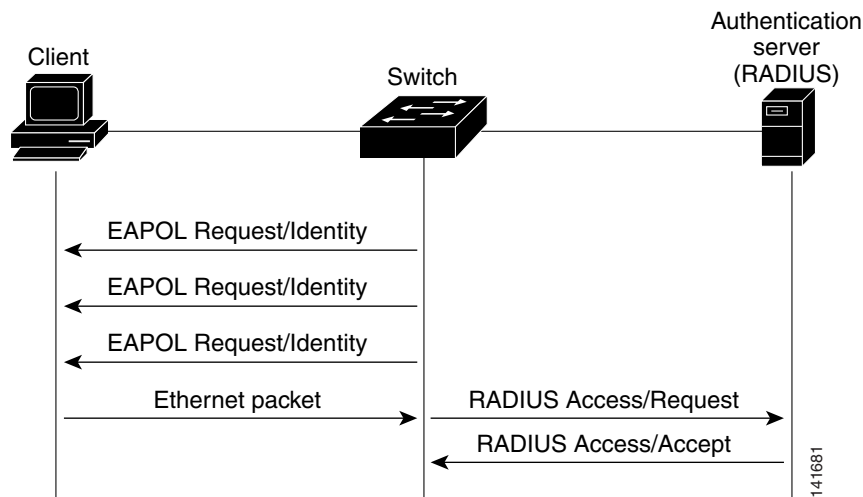 Client
Switch
Authentication
server
(RADIUS)
EAPOL Request/Identity
EAPOL Request/Identity
EAPOL Request/Identity
Ethernet packet
RADIUS Access/Request
RADIUS Access/Accept
141681